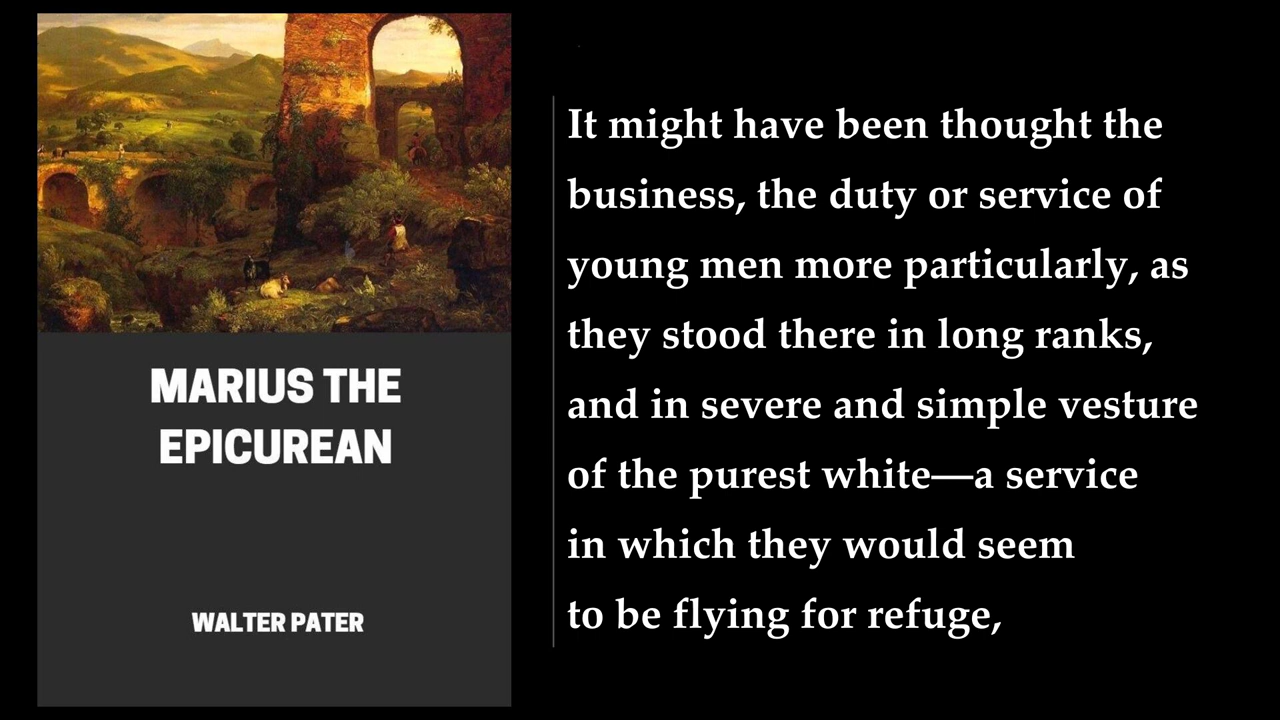 MARIUS THE
EPICUREAN
WALTER PATER
It might have been thought the
business, the duty or service of
young men more particularly, as
they stood there in long ranks,
and in severe and simple vesture
of the purest white—a service
in which they would seem
to be flying for refuge,